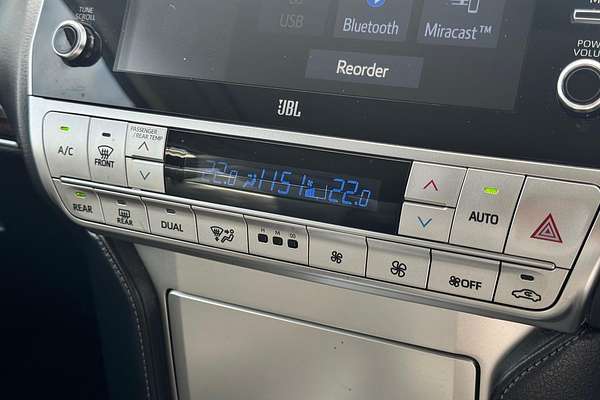 TUNE
SCROLL
USB
Bluetooth
Miracast™
POWER
VOLUME
Reorder
JBL
A/C
FRONT
PASSENGER
/REAR TEMP
22.0 1151 22.0
AUTO
REAR
REAR
DUAL
H M
OFF